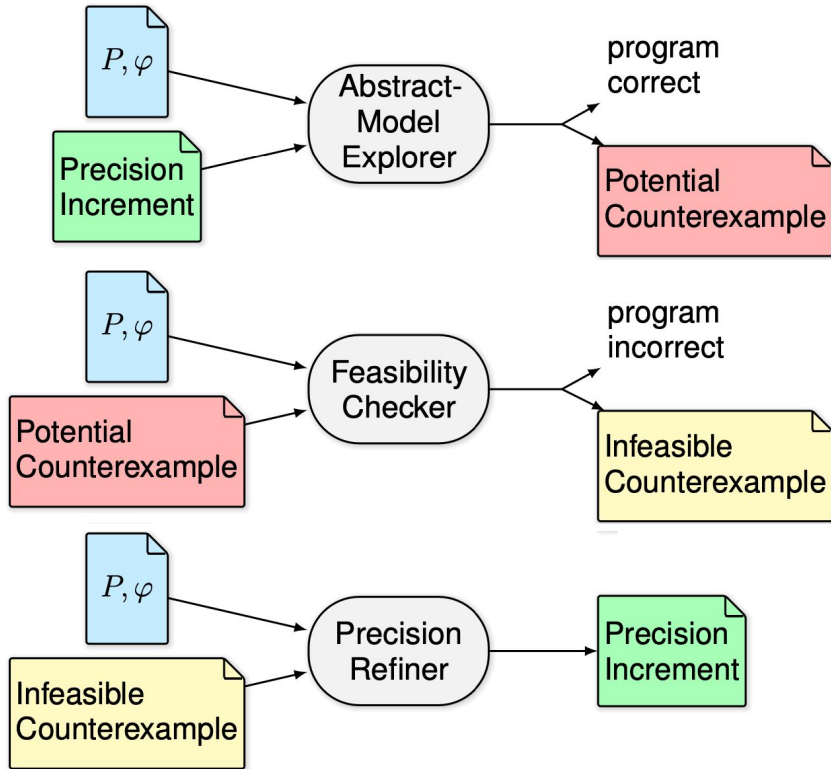 P, φ
Precision
Increment
Abstract-
Model
Explorer
program
correct
Potential
Counterexample
P, φ
Potential
Counterexample
Feasibility
Checker
program
incorrect
Infeasible
Counterexample
P, φ
Infeasible
Counterexample
Precision
Refiner
Precision
Increment